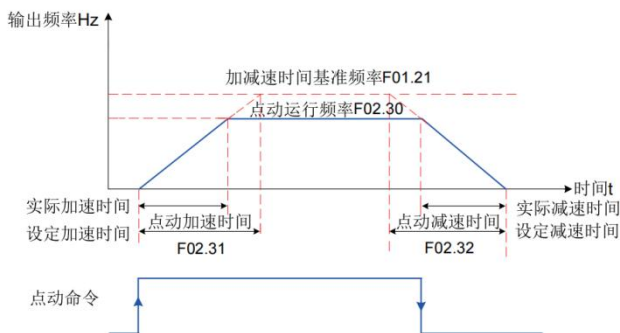 输出频率Hz
加减速时间基准频率F01.21
点动运行频率F02.30
时间t
实际加速时间
点动加速时间
点动减速时间
实际减速时间
设定加速时间
设定减速时间
F02.31
F02.32
点动命令